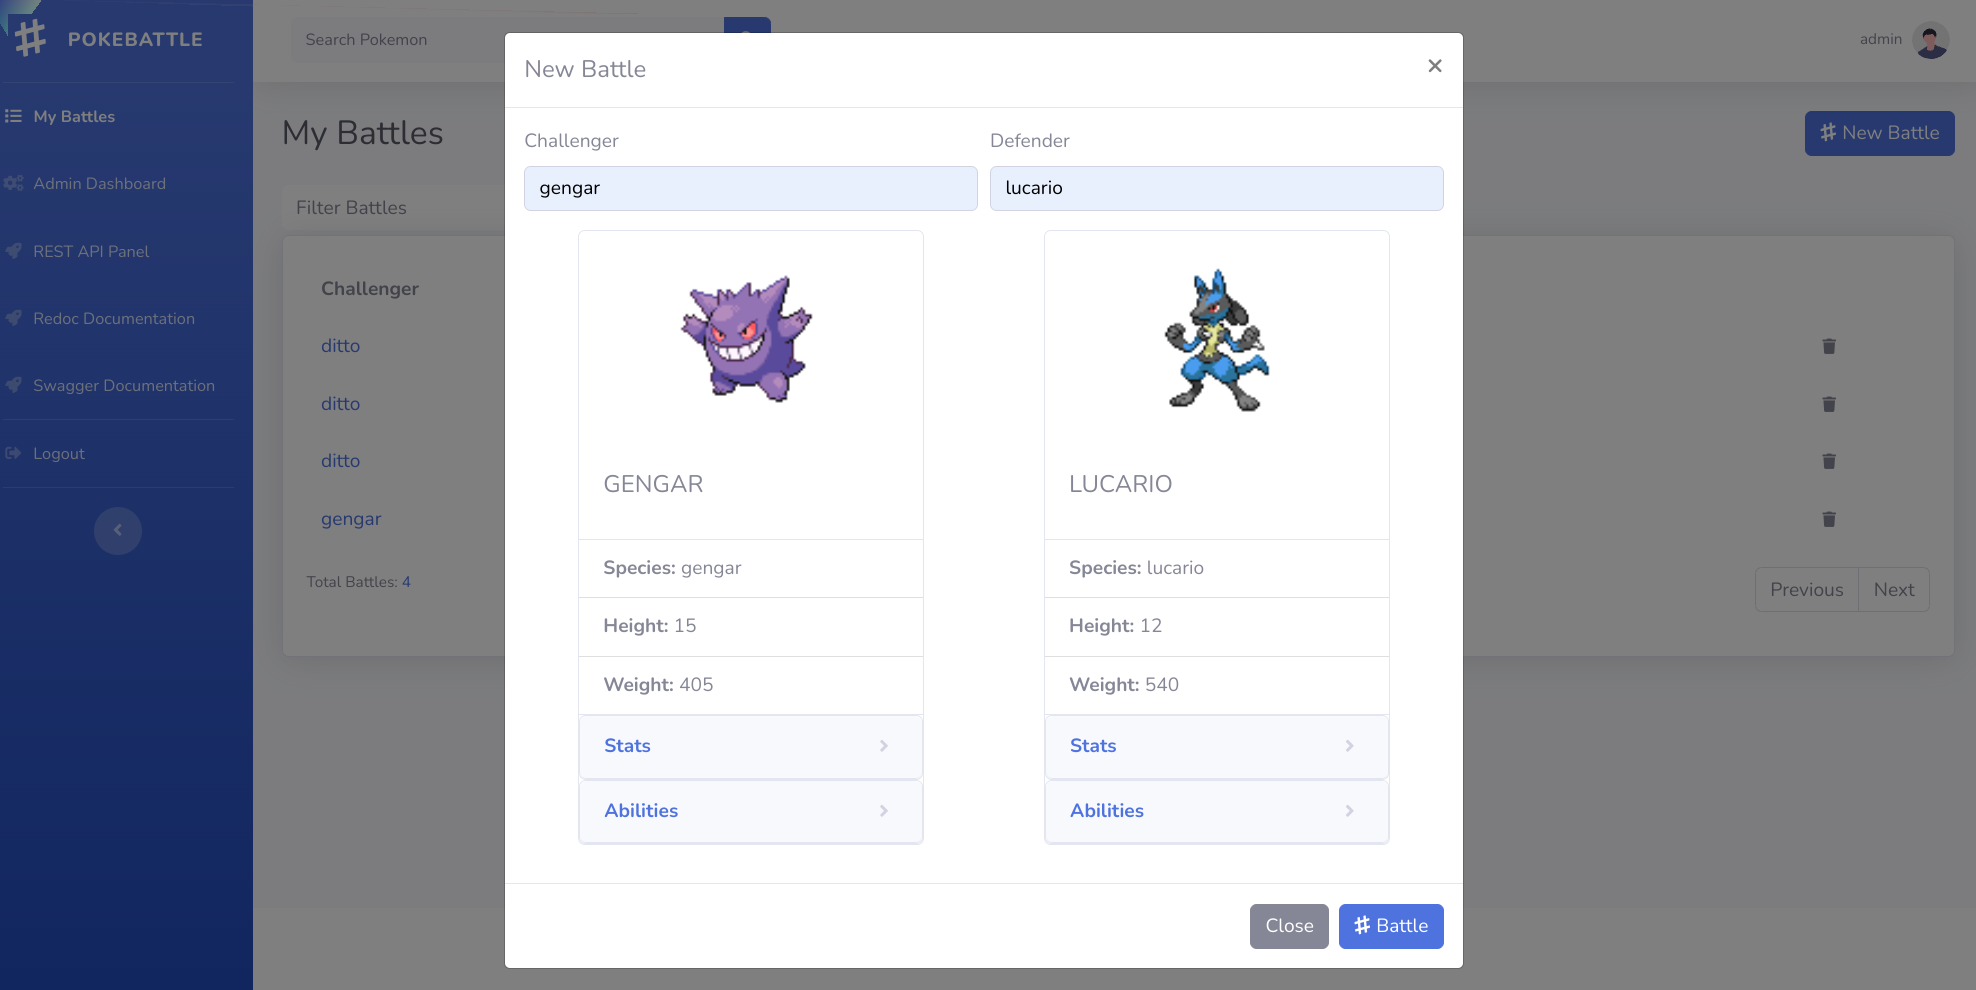 POKEBATTLE
My Battles
Admin Dashboard
REST API Panel
Redoc Documentation
Swagger Documentation
Logout
Search Pokemon
admin
My Battles
New Battle
Filter Battles
Challenger
ditto
ditto
ditto
gengar
Total Battles: 4
Previous Next
New Battle
×
Challenger Defender
gengar lucario
GENGAR LUCARIO
Species: gengar Species: lucario
Height: 15 Height: 12
Weight: 405 Weight: 540
Stats Stats
Abilities Abilities
Close Battle